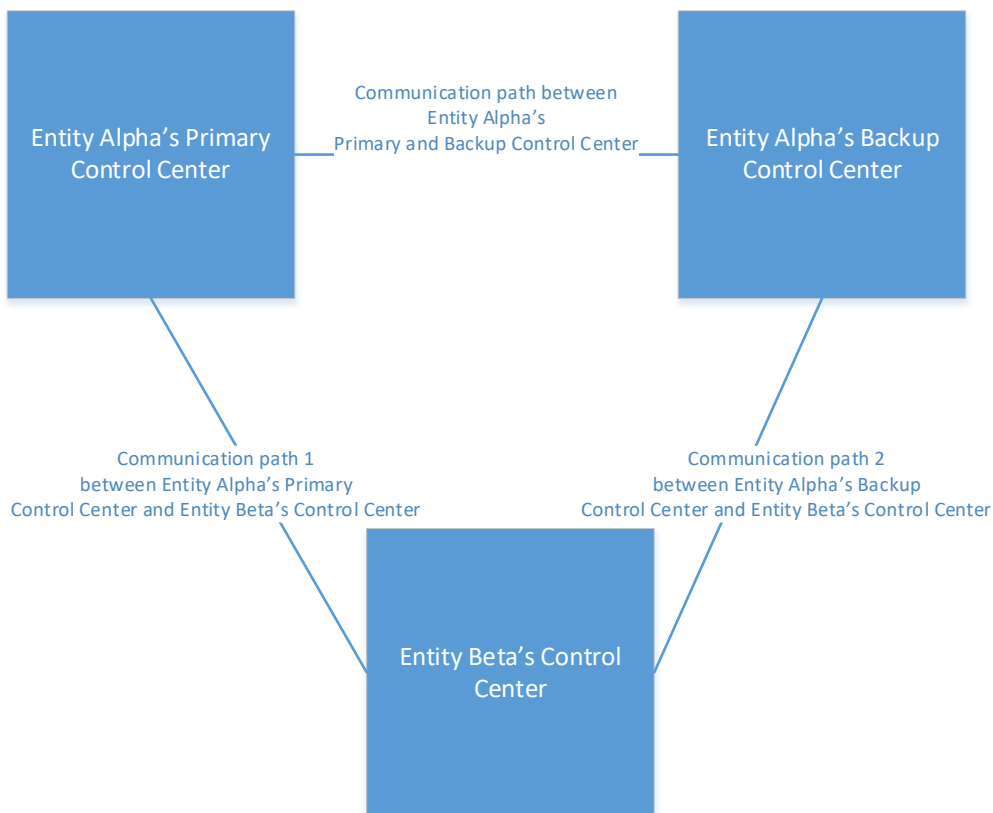 Entity Alpha’s Primary
Control Center
Communication path between
Entity Alpha’s
Primary and Backup Control Center
Entity Alpha’s Backup
Control Center
Communication path 1
between Entity Alpha’s Primary
Control Center and Entity Beta’s Control Center
Communication path 2
between Entity Alpha’s Backup
Control Center and Entity Beta’s Control Center
Entity Beta’s Control
Center